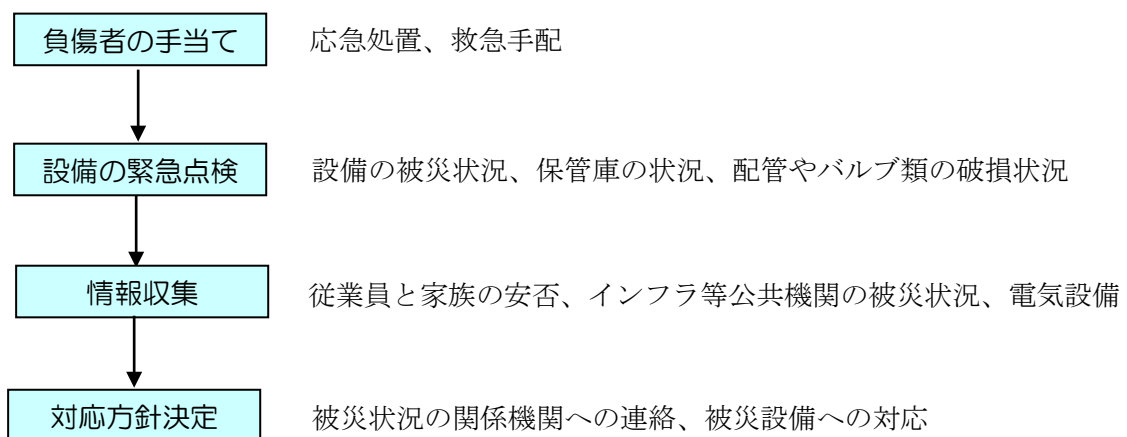 負傷者の手当て 応急処置、救急手配
設備の緊急点検 設備の被災状況、保管庫の状況、配管やバルブ類の破損状況
情報収集 従業員と家族の安否、インフラ等公共機関の被災状況、電気設備
対応方針決定 被災状況の関係機関への連絡、被災設備への対応